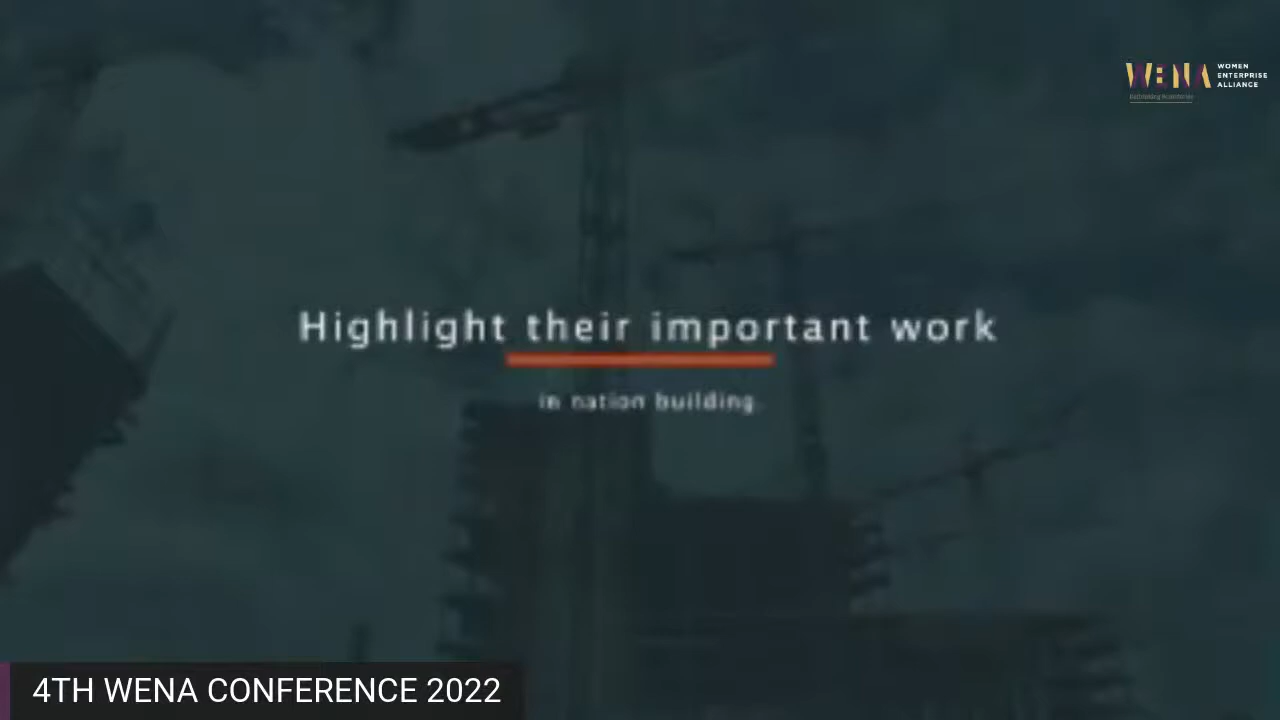 WENA
WOMEN
ENTERPRISE
ALLIANCE
Highlight their important work
in nation building.
4TH WENA CONFERENCE 2022